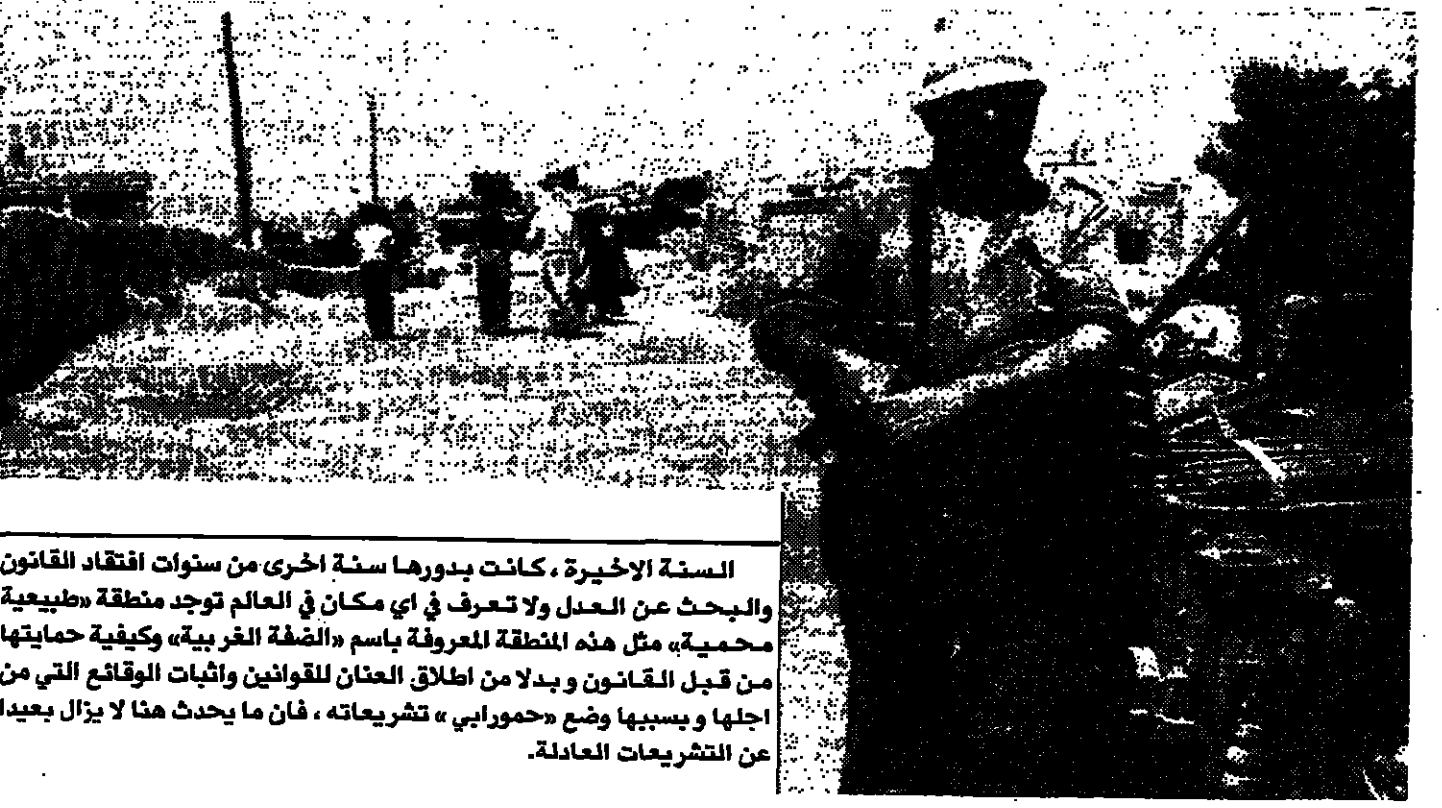 السنة الاخيرة ، كانت بدورها سنة اخرى من سنوات افتقاد القانون
والبحث عن العدل ولا تعرف في اي مكان في العالم توجد منطقة «طبيعية
محمية» مثل هذه المنطقة المعروفة باسم «الضفة الغربية» وكيفية حمايتها
من قبل القانون وبدلا من اطلاق العنان للقوانين واثبات الوقائع التي من
اجلها وبسببها وضع «حمورابي» تشريعاته ، فان ما يحدث هنا لا يزال بعيدا
عن التشريعات العادلة.